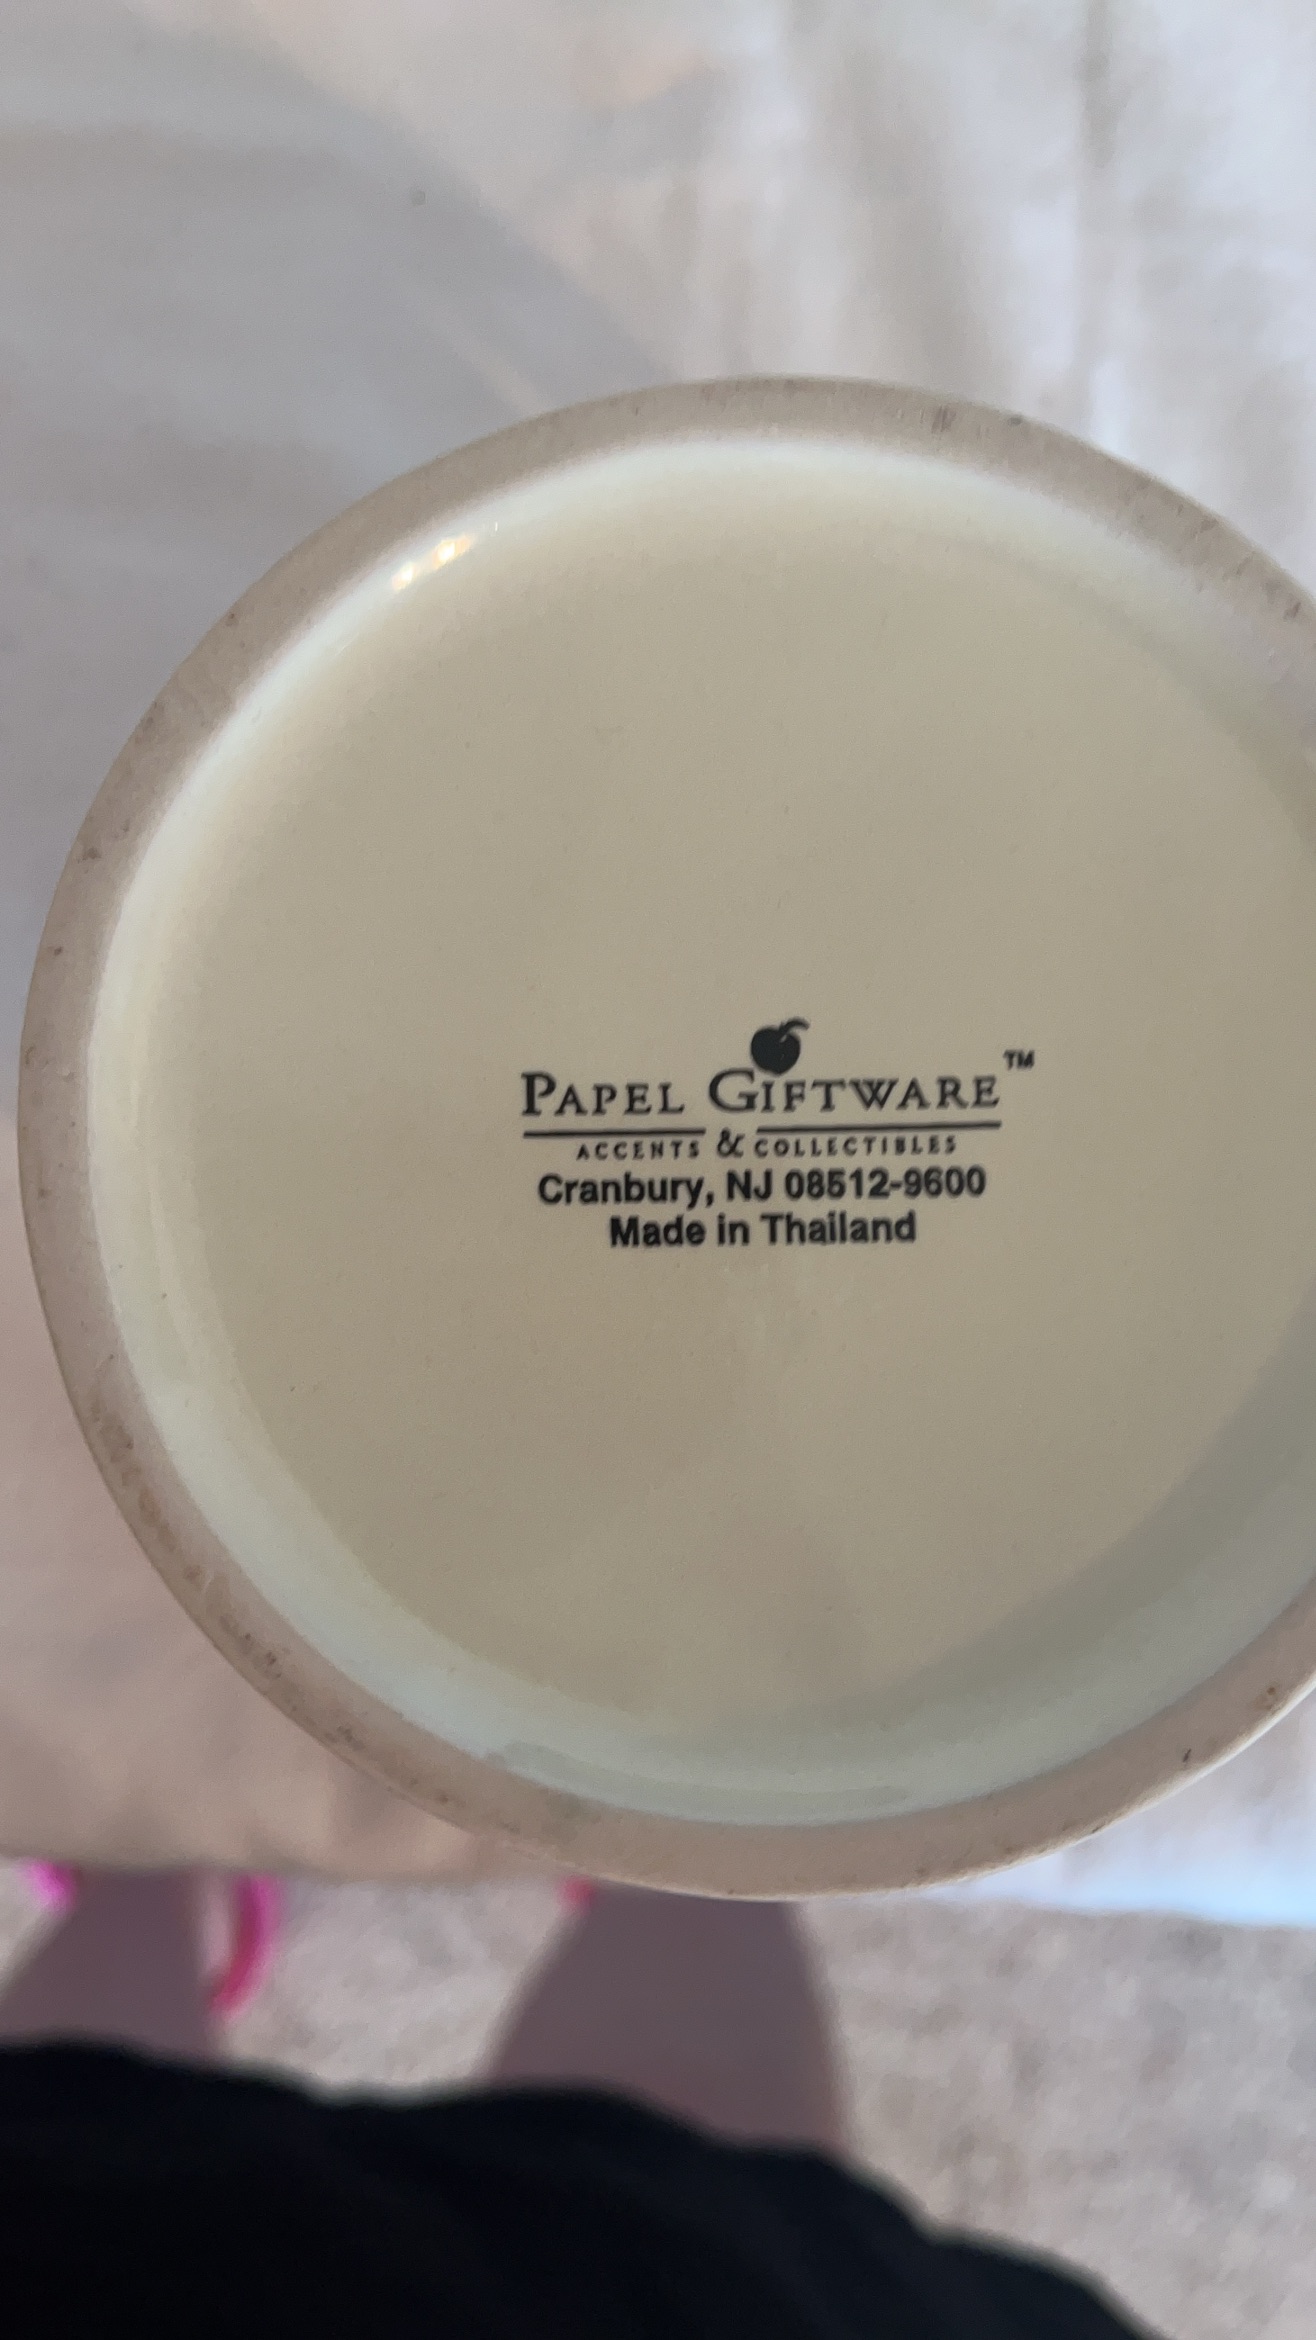 PAPEL GIFTWARE™
ACCENTS & COLLECTIBLES
Cranbury, NJ 08512-9600
Made in Thailand